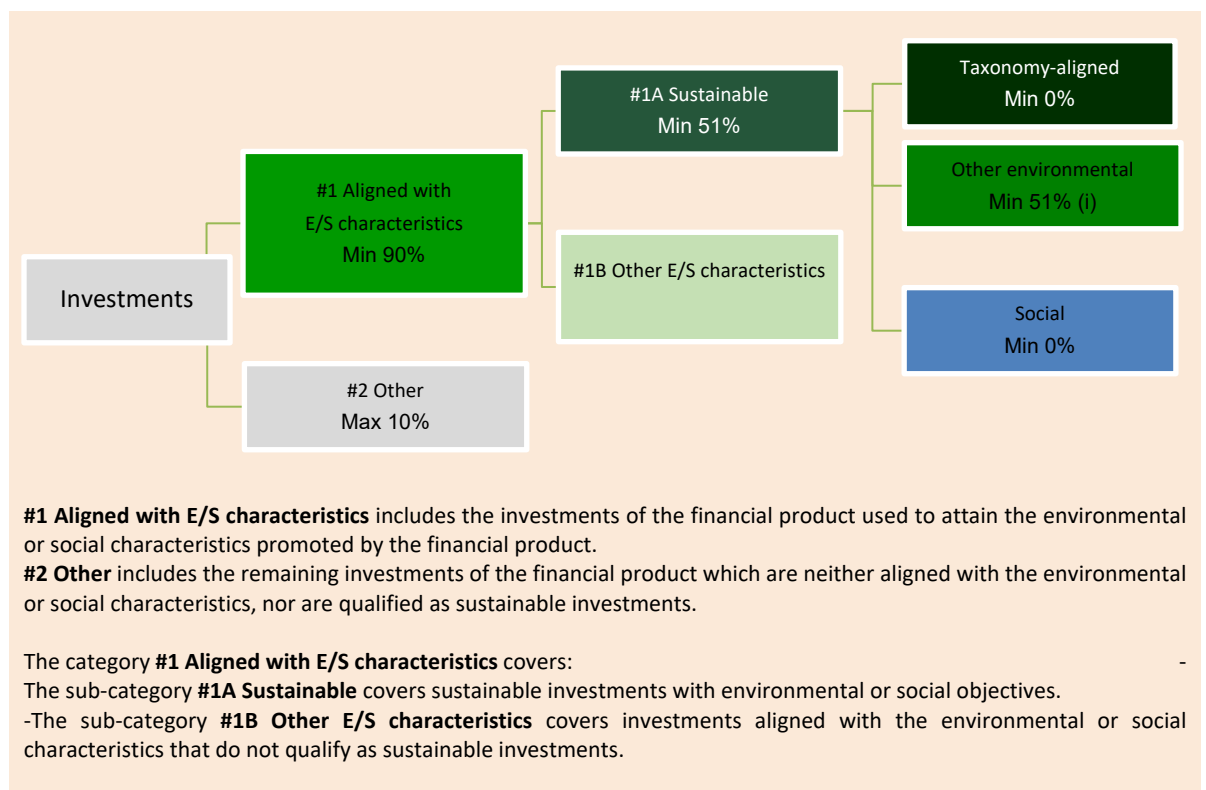 Investments
#1 Aligned with
E/S characteristics
Min 90%
#2 Other
Max 10%
#1A Sustainable
Min 51%
#1B Other E/S characteristics
Taxonomy-aligned
Min 0%
Other environmental
Min 51% (i)
Social
Min 0%
#1 Aligned with E/S characteristics includes the investments of the financial product used to attain the environmental
or social characteristics promoted by the financial product.
#2 Other includes the remaining investments of the financial product which are neither aligned with the environmental
or social characteristics, nor are qualified as sustainable investments.
The category #1 Aligned with E/S characteristics covers: -
The sub-category #1A Sustainable covers sustainable investments with environmental or social objectives.
-The sub-category #1B Other E/S characteristics covers investments aligned with the environmental or social
characteristics that do not qualify as sustainable investments.